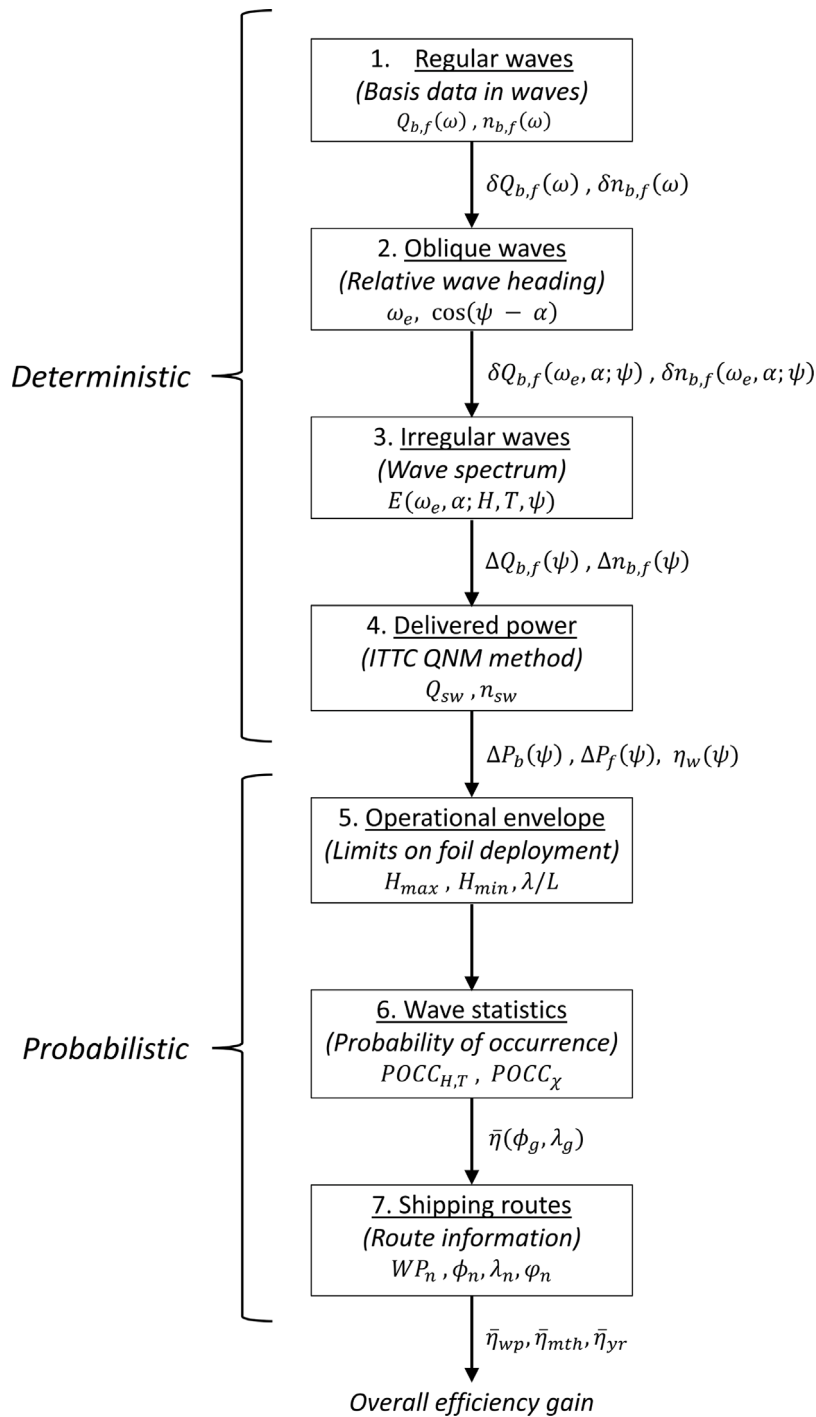 1. Regular waves
(Basis data in waves)
Q_{b,f}(ω) , n_{b,f}(ω)
δQ_{b,f}(ω) , δn_{b,f}(ω)
2. Oblique waves
(Relative wave heading)
ω_e, cos(ψ − α)
Deterministic
δQ_{b,f}(ω_e, α; ψ) , δn_{b,f}(ω_e, α; ψ)
3. Irregular waves
(Wave spectrum)
E(ω_e, α; H, T, ψ)
ΔQ_{b,f}(ψ) , Δn_{b,f}(ψ)
4. Delivered power
(ITTC QNM method)
Q_{sw} , n_{sw}
ΔP_b(ψ) , ΔP_f(ψ), η_w(ψ)
5. Operational envelope
(Limits on foil deployment)
H_{max} , H_{min}, λ/L
6. Wave statistics
(Probability of occurrence)
Probabilistic
POCC_{H,T} , POCC_χ
η̄(ϕ_g, λ_g)
7. Shipping routes
(Route information)
WP_n , ϕ_n, λ_n, φ_n
η̄_{wp}, η̄_{mth}, η̄_{yr}
Overall efficiency gain